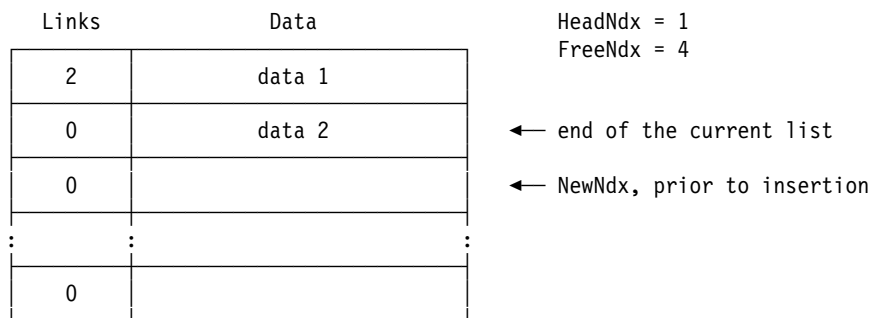 Links Data HeadNdx = 1
FreeNdx = 4
2 data 1
0 data 2 ◄── end of the current list
0 ◄── NewNdx, prior to insertion
: : :
0